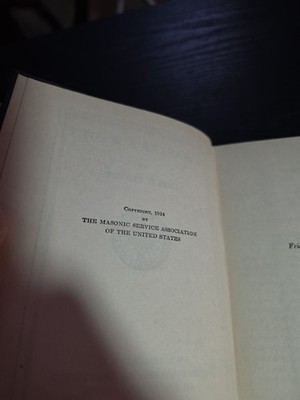 Copyright, 1924
BY
THE MASONIC SERVICE ASSOCIATION
OF THE UNITED STATES